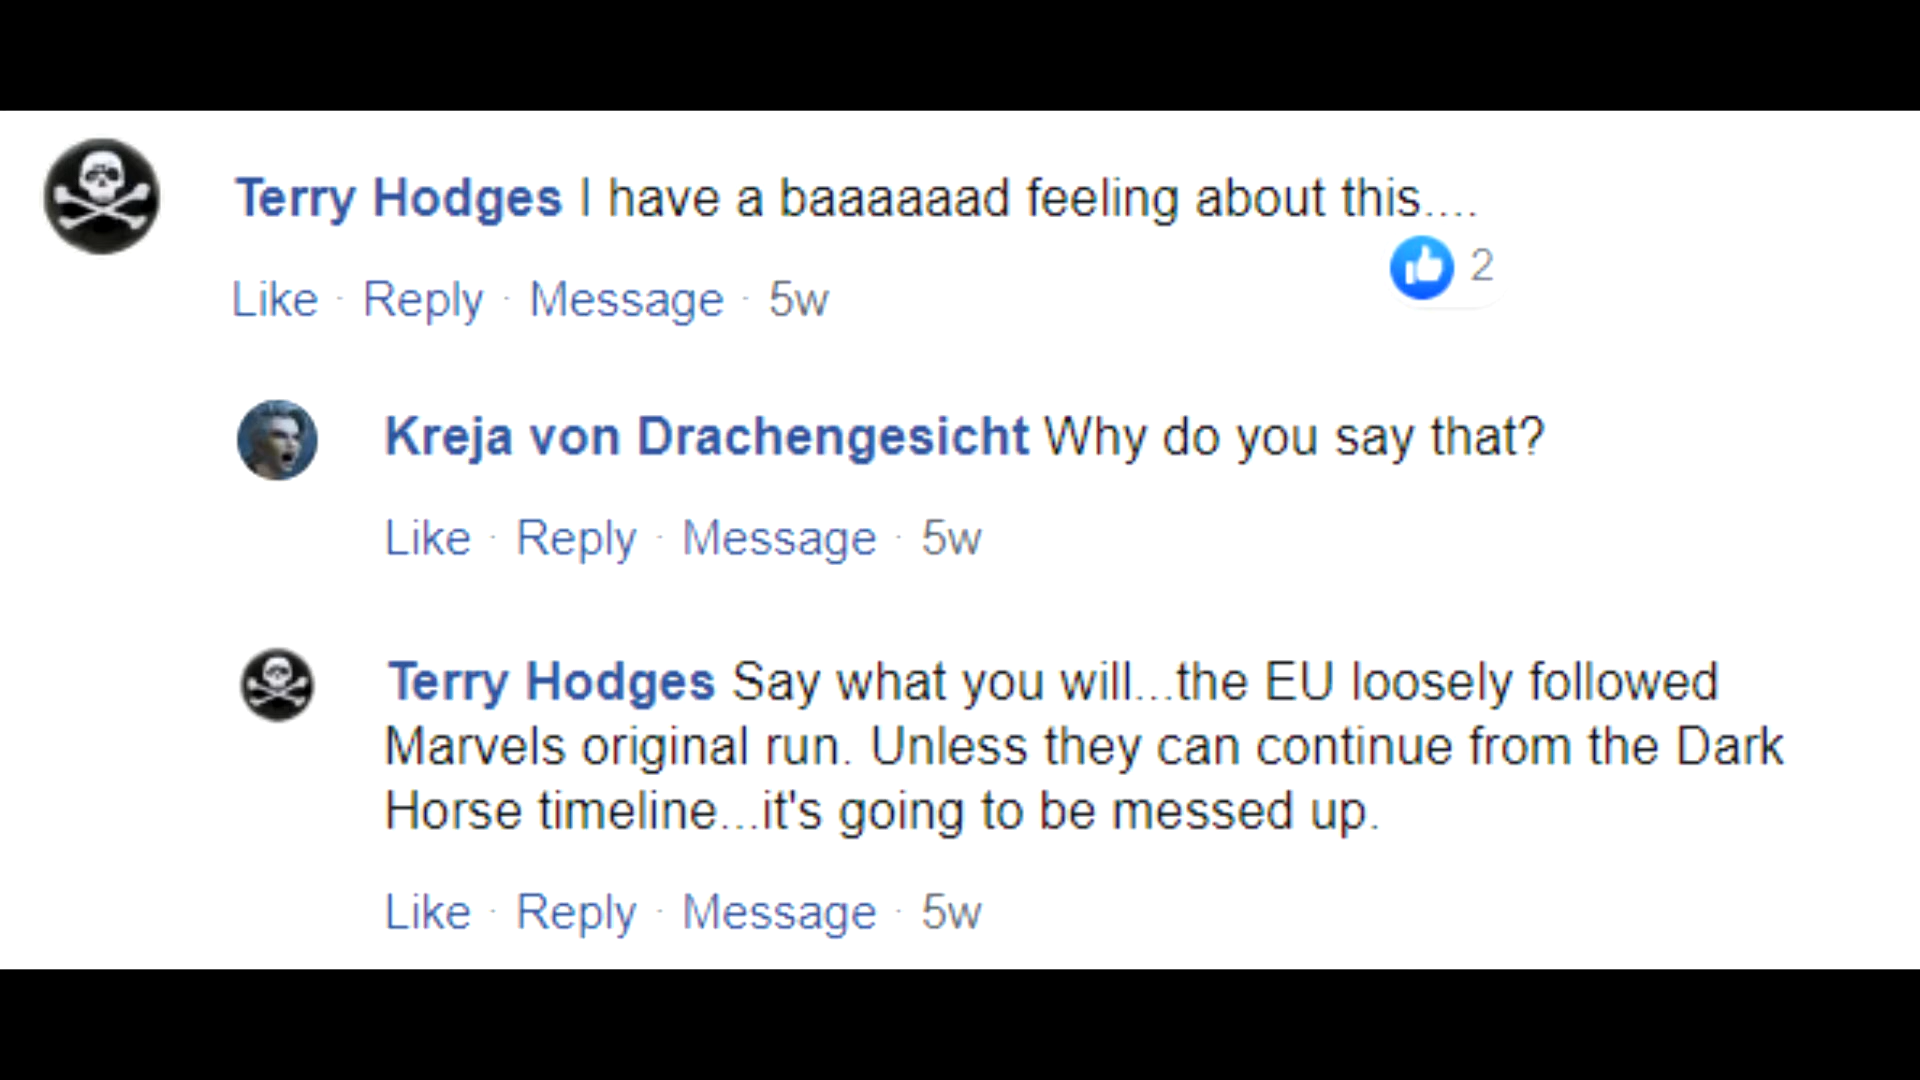 Terry Hodges I have a baaaaaad feeling about this....
2
Like · Reply · Message · 5w
Kreja von Drachengesicht Why do you say that?
Like · Reply · Message · 5w
Terry Hodges Say what you will...the EU loosely followed
Marvels original run. Unless they can continue from the Dark
Horse timeline...it's going to be messed up.
Like · Reply · Message · 5w